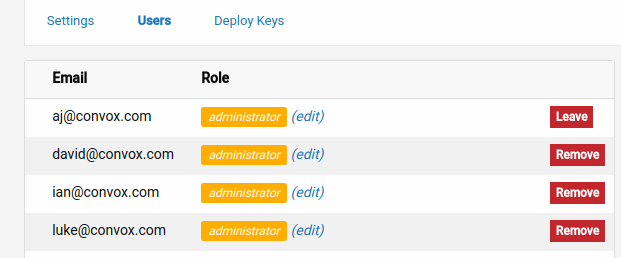 Settings Users Deploy Keys
Email Role
aj@convox.com administrator (edit) Leave
david@convox.com administrator (edit) Remove
ian@convox.com administrator (edit) Remove
luke@convox.com administrator (edit) Remove